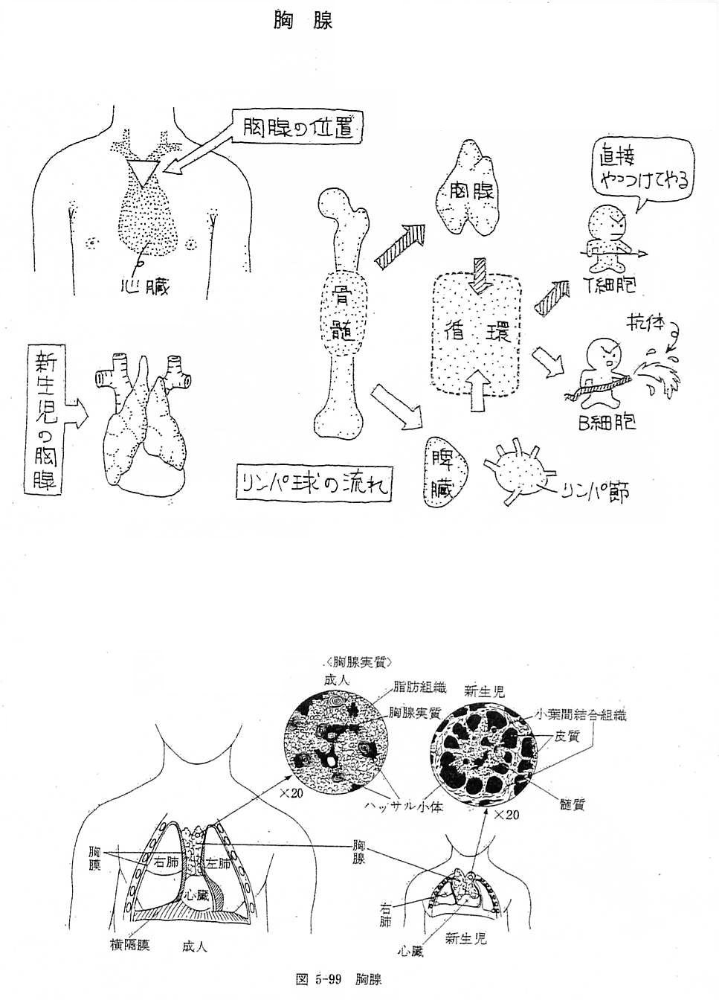 胸 腺
胸腺の位置
心臓
新生児の胸腺
骨髄
胸腺
循 環
直接
やっつけてやる
T細胞
抗体
B細胞
脾臓
リンパ節
リンパ球の流れ
〈胸腺実質〉
成人
脂肪組織
胸腺実質
新生児
小葉間結合組織
皮質
髄質
ハッサル小体
×20
×20
胸膜
右肺
左肺
心臓
横隔膜
成人
胸腺
右肺
心臓
新生児
図 5-99 胸腺